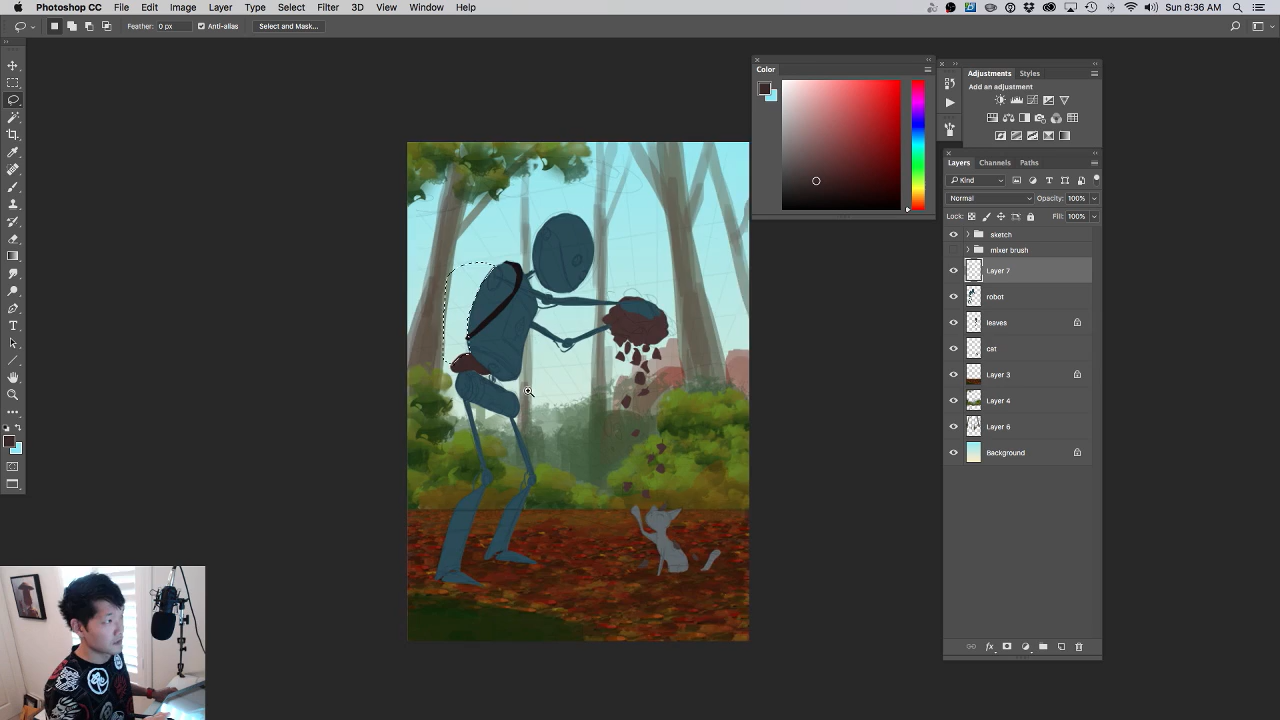 Photoshop CC File Edit Image Layer Type Select Filter 3D View Window Help Sun 8:36 AM
Feather: 0 px Anti-alias Select and Mask...
Color
Adjustments Styles
Add an adjustment
Layers Channels Paths
Kind
Normal Opacity: 100%
Lock: Fill: 100%
sketch
mixer brush
Layer 7
robot
leaves
cat
Layer 3
Layer 4
Layer 6
Background
fx